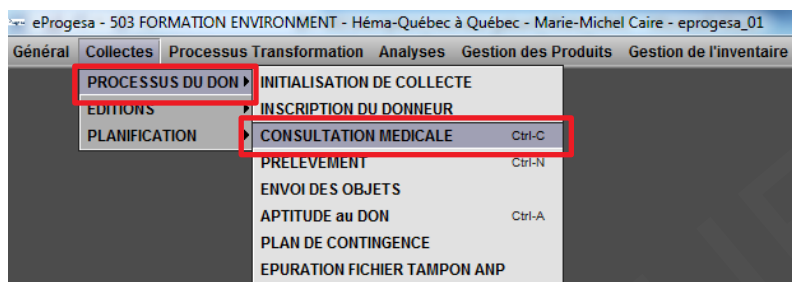 eProgesa - 503 FORMATION ENVIRONMENT - Héma-Québec à Québec - Marie-Michel Caire - eprogesa_01
Général Collectes Processus Transformation Analyses Gestion des Produits Gestion de l'inventaire
PROCESSUS DU DON INITIALISATION DE COLLECTE
EDITIONS INSCRIPTION DU DONNEUR
PLANIFICATION CONSULTATION MEDICALE Ctrl-C
PRELEVEMENT Ctrl-N
ENVOI DES OBJETS
APTITUDE au DON Ctrl-A
PLAN DE CONTINGENCE
EPURATION FICHIER TAMPON ANP